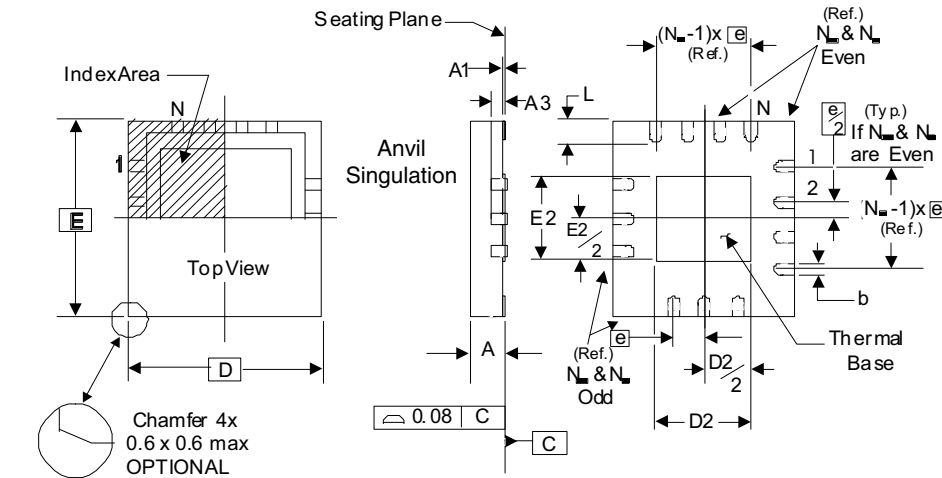 Seating Plane
Index Area
N
1
E
Top View
D
Chamfer 4x
0.6 x 0.6 max
OPTIONAL
A1
A3
Anvil
Singulation
A
0.08 C
C
L
(N -1)x e
(Ref.)
(Ref.)
N & N
Even
N
e/2
(Typ.)
If N & N
are Even
1
2
(N -1)x e
(Ref.)
b
E2
E2/2
(Ref.)
N & N
Odd
e
D2/2
D2
Thermal
Base